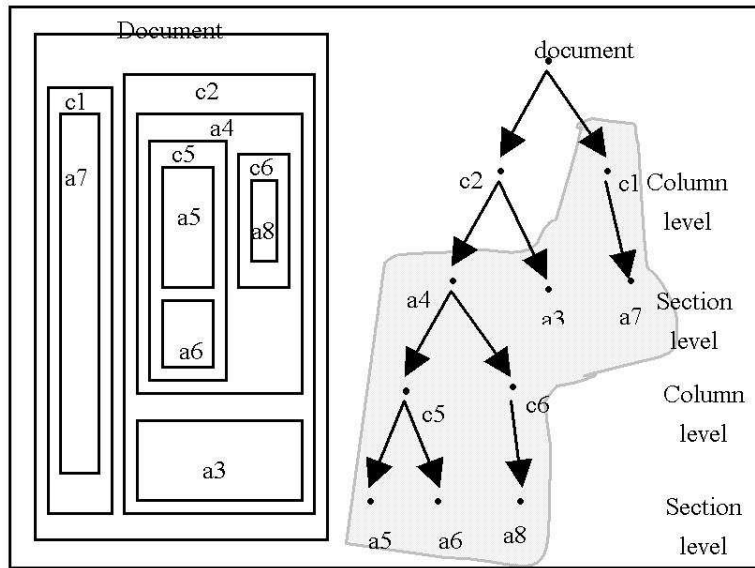 Document
c1
c2
a4
c5
c6
a7
a5
a8
a6
a3
document
c2
c1
Column
level
a4
a3
a7
Section
level
c5
c6
Column
level
a5
a6
a8
Section
level